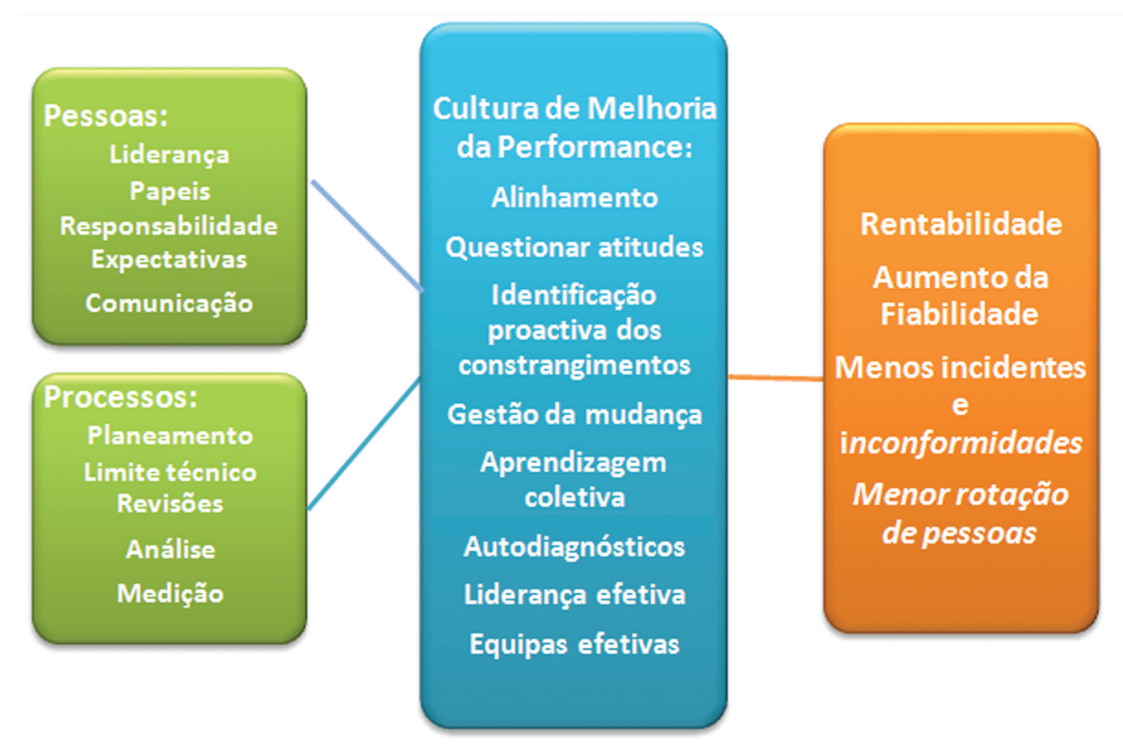 Pessoas:
Liderança
Papeis
Responsabilidade
Expectativas
Comunicação
Processos:
Planeamento
Limite técnico
Revisões
Análise
Medição
Cultura de Melhoria
da Performance:
Alinhamento
Questionar atitudes
Identificação
proactiva dos
constrangimentos
Gestão da mudança
Aprendizagem
coletiva
Autodiagnósticos
Liderança efetiva
Equipas efetivas
Rentabilidade
Aumento da
Fiabilidade
Menos incidentes
e
inconformidades
Menor rotação
de pessoas